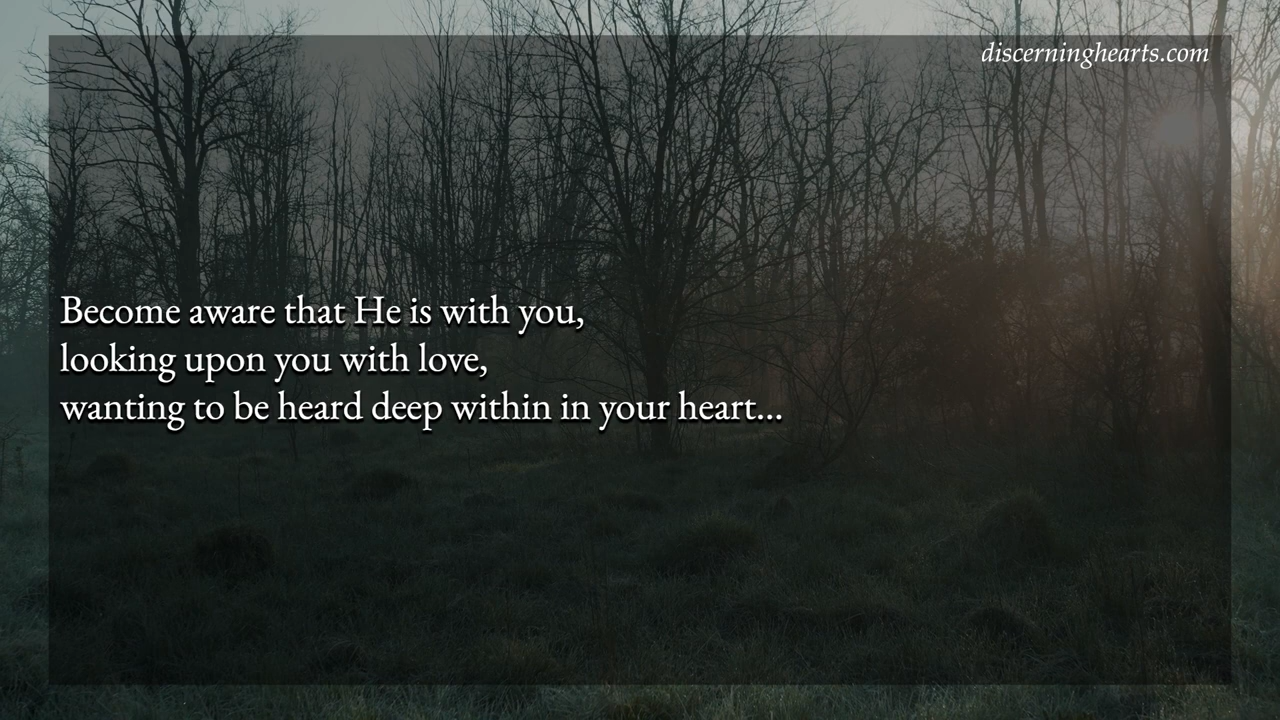 discerninghearts.com
Become aware that He is with you,
looking upon you with love,
wanting to be heard deep within in your heart...